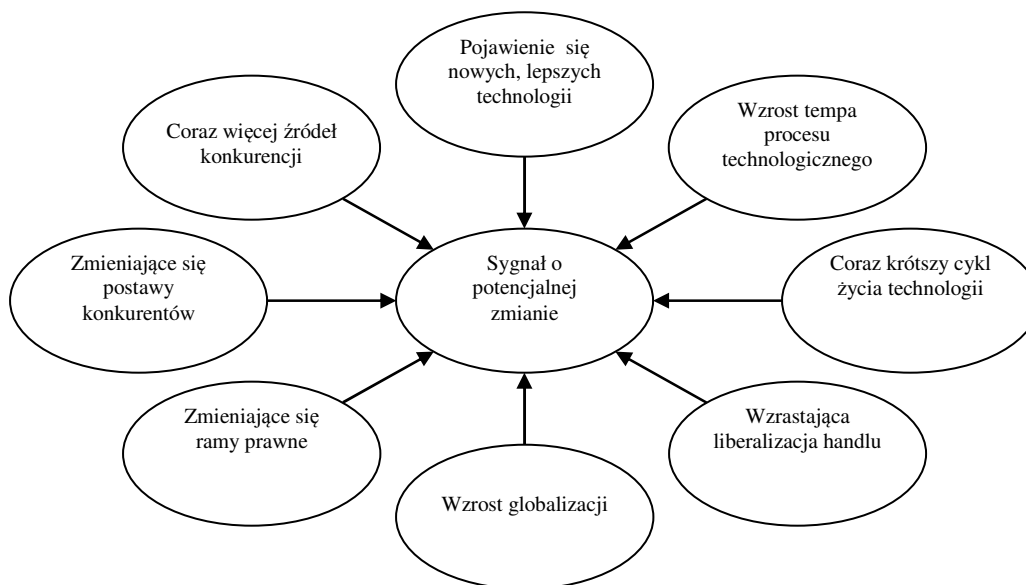 Pojawienie się
nowych, lepszych
technologii
Coraz więcej źródeł
konkurencji
Wzrost tempa
procesu
technologicznego
Zmieniające się
postawy
konkurentów
Sygnał o
potencjalnej
zmianie
Coraz krótszy cykl
życia technologii
Zmieniające się
ramy prawne
Wzrastająca
liberalizacja handlu
Wzrost globalizacji